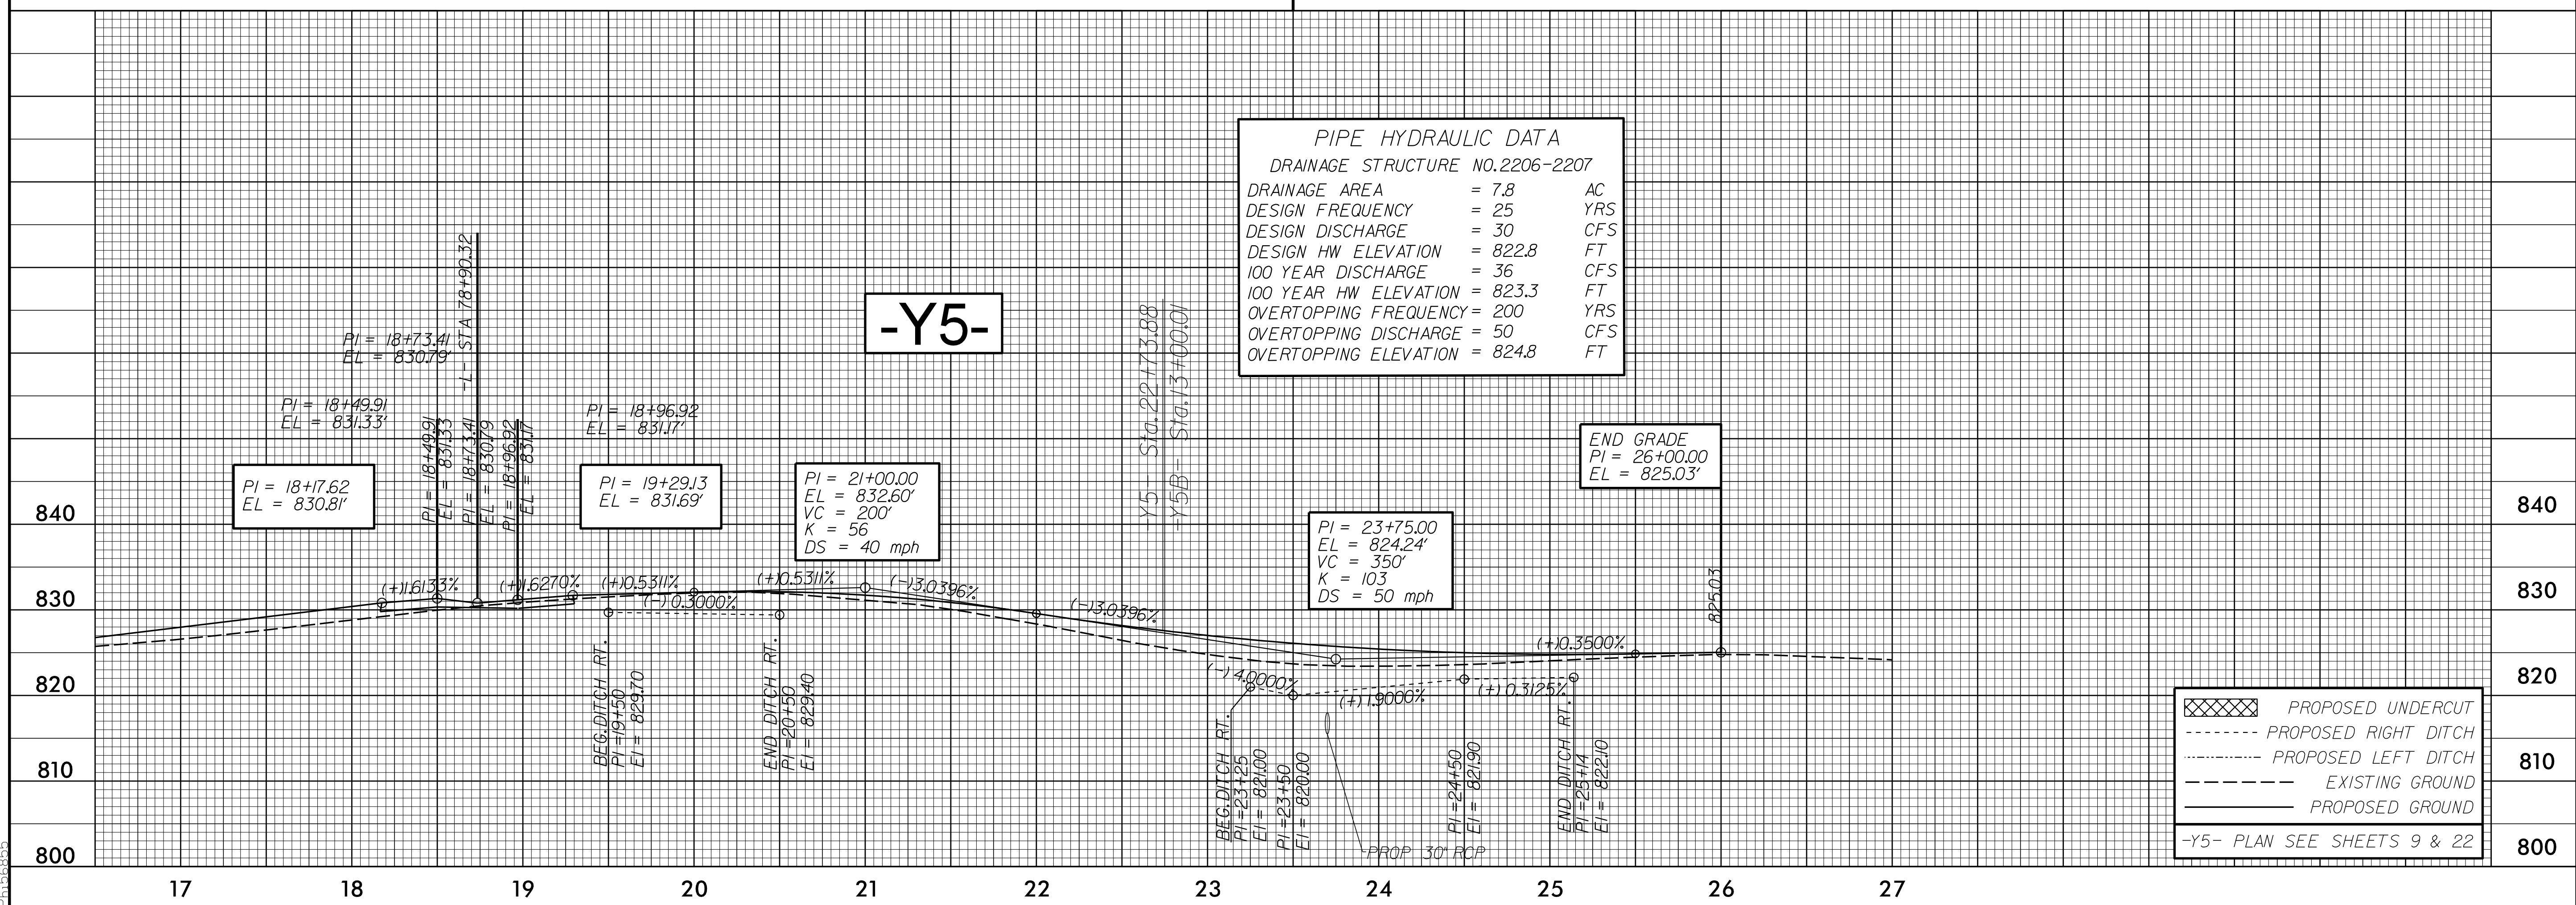 PIPE HYDRAULIC DATA
DRAINAGE STRUCTURE NO.2206-2207
DRAINAGE AREA = 7.8 AC
DESIGN FREQUENCY = 25 YRS
DESIGN DISCHARGE = 30 CFS
DESIGN HW ELEVATION = 822.8 FT
100 YEAR DISCHARGE = 36 CFS
100 YEAR HW ELEVATION = 823.3 FT
OVERTOPPING FREQUENCY = 200 YRS
OVERTOPPING DISCHARGE = 50 CFS
OVERTOPPING ELEVATION = 824.8 FT
-Y5-
-L- STA 78+90.32
PI = 18+73.41
EL = 830.79'
PI = 18+49.91
EL = 831.33'
PI = 18+96.92
EL = 831.17'
PI = 18+49.91
EL = 831.33
PI = 18+73.41
EL = 830.79
PI = 18+96.92
EL = 831.17
-Y5- Sta. 22+73.88
-Y5B- Sta. 13+00.01
PI = 18+17.62
EL = 830.81'
PI = 19+29.13
EL = 831.69'
PI = 21+00.00
EL = 832.60'
VC = 200'
K = 56
DS = 40 mph
PI = 23+75.00
EL = 824.24'
VC = 350'
K = 103
DS = 50 mph
END GRADE
PI = 26+00.00
EL = 825.03'
825.03
840
840
830
830
820
820
810
810
800
800
(+)1.6133%
(+)1.6270%
(+)0.5311%
(+)0.5311%
(-)3.0396%
(-)3.0396%
(+)0.3500%
(-) 0.3000%
(-) 4.0000%
(+) 1.9000%
(+) 0.3125%
BEG. DITCH RT.
PI =19+50
El = 829.70
END DITCH RT.
PI =20+50
El = 829.40
BEG. DITCH RT.
PI =23+25
El = 821.00
PI =23+50
El = 820.00
PROP 30" RCP
PI =24+50
El = 821.90
END DITCH RT.
PI =25+14
El = 822.10
PROPOSED UNDERCUT
PROPOSED RIGHT DITCH
PROPOSED LEFT DITCH
EXISTING GROUND
PROPOSED GROUND
-Y5- PLAN SEE SHEETS 9 & 22
17 18 19 20 21 22 23 24 25 26 27